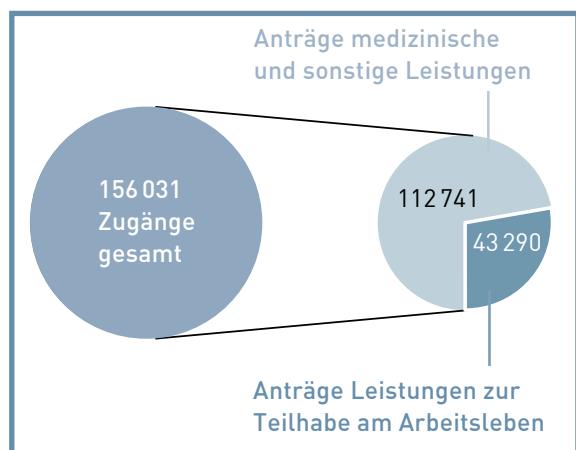 Anträge medizinische
und sonstige Leistungen
156 031
Zugänge
gesamt
112 741
43 290
Anträge Leistungen zur
Teilhabe am Arbeitsleben